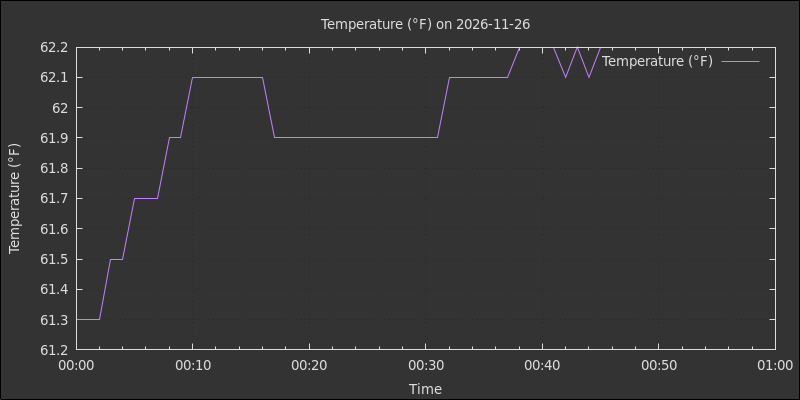 Temperature (°F) on 2026-11-26
62.2
62.1
62
61.9
61.8
61.7
61.6
61.5
61.4
61.3
61.2
Temperature (°F)
Temperature (°F)
00:00 00:10 00:20 00:30 00:40 00:50 01:00
Time